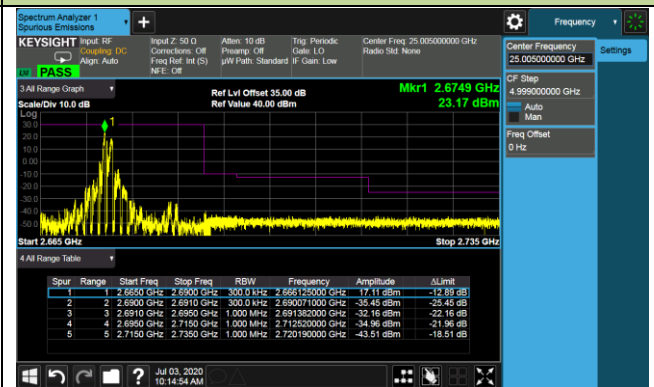 Spectrum Analyzer 1
Spurious Emissions
Frequency
KEYSIGHT
Input: RF
Coupling: DC
Align: Auto
Input Z: 50 Ω
Corrections: Off
Freq Ref: Int (S)
NFE: Off
Atten: 10 dB
Preamp: Off
µW Path: Standard
Trig: Periodic
Gate: LO
IF Gain: Low
Center Freq: 25.005000000 GHz
Radio Std: None
PASS
Center Frequency
25.005000000 GHz
Settings
CF Step
4.999000000 GHz
Auto
Man
Freq Offset
0 Hz
3 All Range Graph
Scale/Div 10.0 dB
Ref Lvl Offset 35.00 dB
Ref Value 40.00 dBm
Mkr1 2.6749 GHz
23.17 dBm
Log
30.0
20.0
10.0
0.00
-10.0
-20.0
-30.0
-40.0
-50.0
1
Start 2.665 GHz
Stop 2.735 GHz
4 All Range Table
Spur Range Start Freq Stop Freq RBW Frequency Amplitude ΔLimit
1 1 2.6650 GHz 2.6900 GHz 300.0 kHz 2.666125000 GHz 17.11 dBm -12.89 dB
2 2 2.6900 GHz 2.6910 GHz 300.0 kHz 2.690071000 GHz -35.45 dBm -25.45 dB
3 3 2.6910 GHz 2.6950 GHz 1.000 MHz 2.691382000 GHz -32.16 dBm -22.16 dB
4 4 2.6950 GHz 2.7150 GHz 1.000 MHz 2.712520000 GHz -34.96 dBm -21.96 dB
5 5 2.7150 GHz 2.7350 GHz 1.000 MHz 2.720190000 GHz -43.51 dBm -18.51 dB
Jul 03, 2020
10:14:54 AM